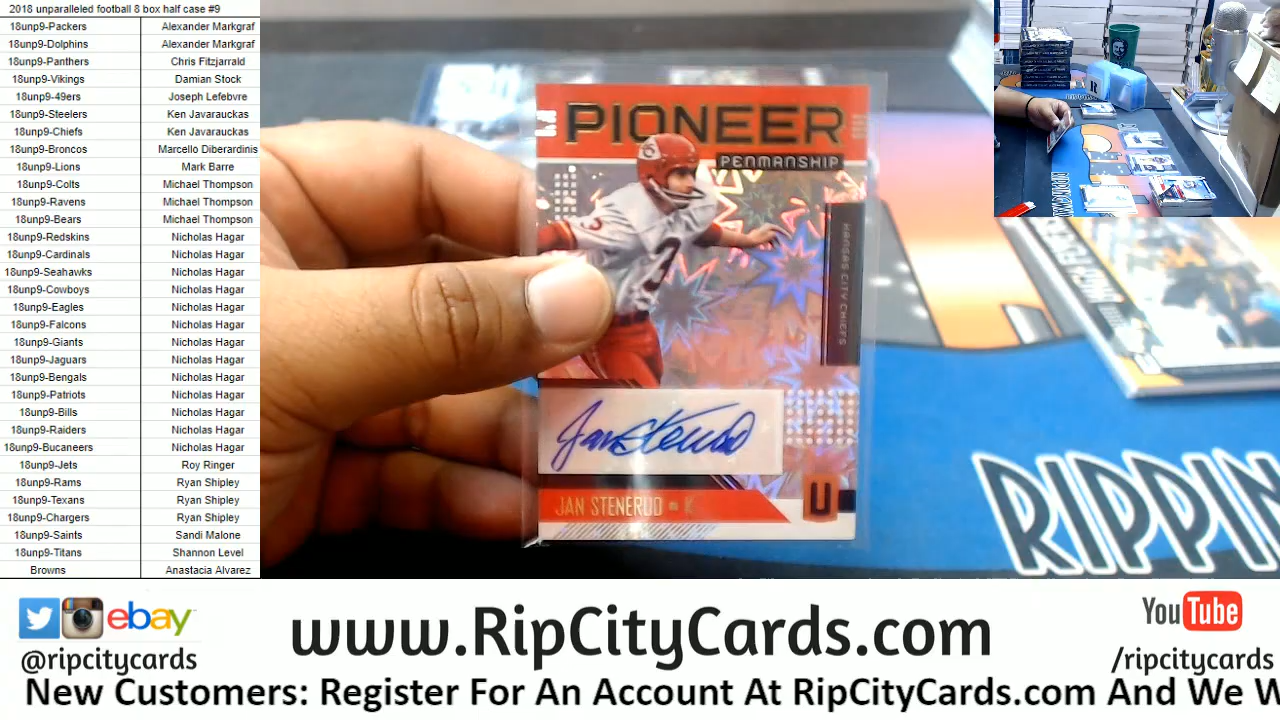 2018 unparalleled football 8 box half case #9
18unp9-Packers Alexander Markgraf
18unp9-Dolphins Alexander Markgraf
18unp9-Panthers Chris Fitzjarrald
18unp9-Vikings Damian Stock
18unp9-49ers Joseph Lefebvre
18unp9-Steelers Ken Javarauckas
18unp9-Chiefs Ken Javarauckas
18unp9-Broncos Marcello Diberardinis
18unp9-Lions Mark Barre
18unp9-Colts Michael Thompson
18unp9-Ravens Michael Thompson
18unp9-Bears Michael Thompson
18unp9-Redskins Nicholas Hagar
18unp9-Cardinals Nicholas Hagar
18unp9-Seahawks Nicholas Hagar
18unp9-Cowboys Nicholas Hagar
18unp9-Eagles Nicholas Hagar
18unp9-Falcons Nicholas Hagar
18unp9-Giants Nicholas Hagar
18unp9-Jaguars Nicholas Hagar
18unp9-Bengals Nicholas Hagar
18unp9-Patriots Nicholas Hagar
18unp9-Bills Nicholas Hagar
18unp9-Raiders Nicholas Hagar
18unp9-Bucaneers Nicholas Hagar
18unp9-Jets Roy Ringer
18unp9-Rams Ryan Shipley
18unp9-Texans Ryan Shipley
18unp9-Chargers Ryan Shipley
18unp9-Saints Sandi Malone
18unp9-Titans Shannon Level
Browns Anastacia Alvarez
PIONEER
PENMANSHIP
KANSAS CITY CHIEFS
3
Jan Stenerud
JAN STENERUD K
U
RIPPIN
ebay
@ripcitycards
www.RipCityCards.com
YouTube
/ripcitycards
New Customers: Register For An Account At RipCityCards.com And We W